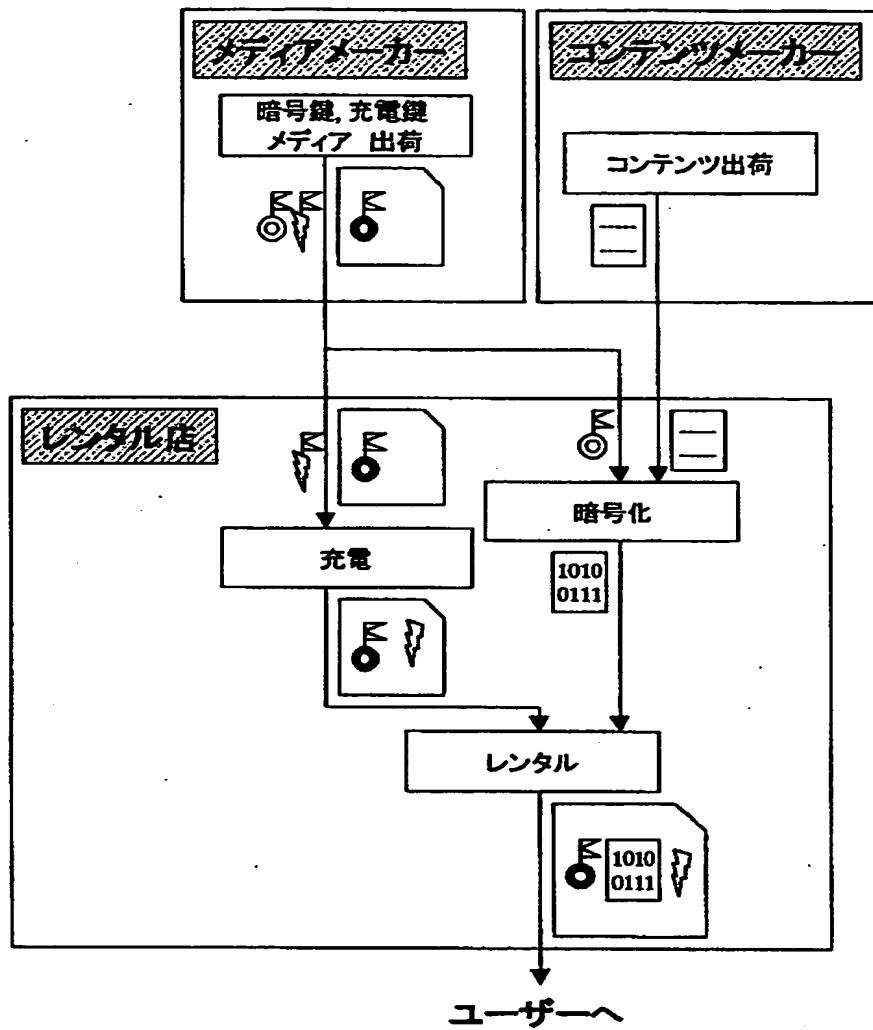 メディアメーカー
コンテンツメーカー
暗号鍵, 充電鍵
メディア 出荷
コンテンツ出荷
レンタル店
暗号化
充電
1010
0111
レンタル
1010
0111
ユーザーへ